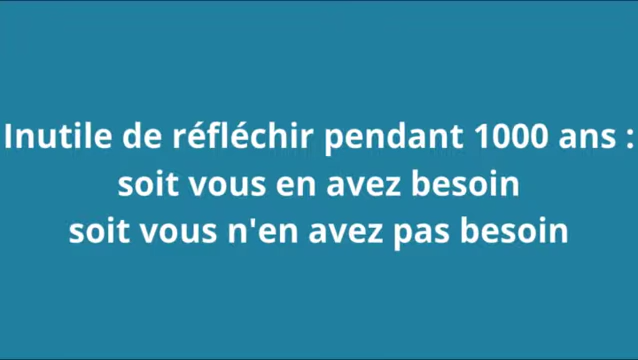 Inutile de réfléchir pendant 1000 ans :
soit vous en avez besoin
soit vous n'en avez pas besoin